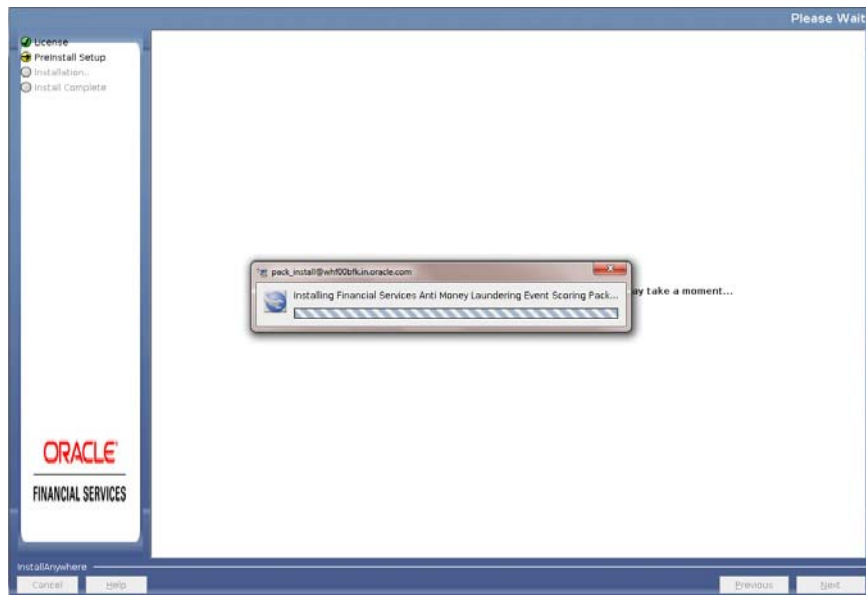 Please Wait
License
PreInstall Setup
Installation..
Install Complete
pack_install@whf00bfk.in.oracle.com
Installing Financial Services Anti Money Laundering Event Scoring Pack...
ay take a moment...
ORACLE
FINANCIAL SERVICES
InstallAnywhere
Cancel
Help
Previous
Next